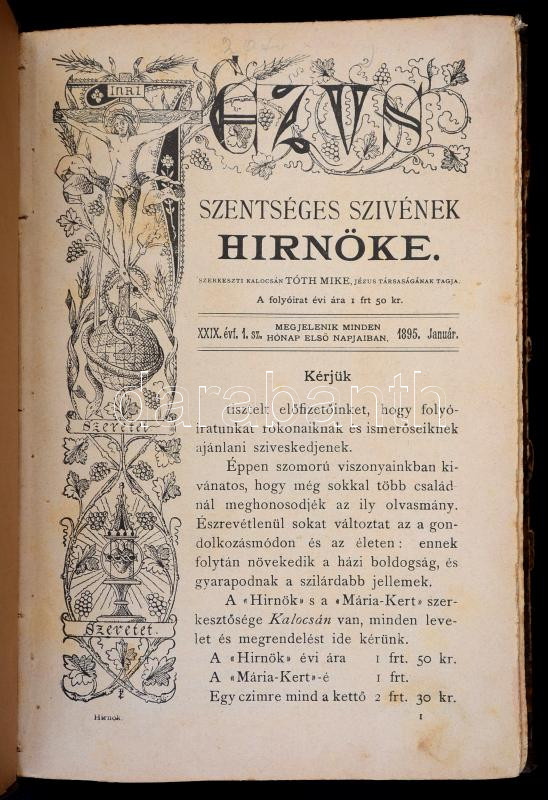 INRI
JEZUS
SZENTSÉGES SZIVÉNEK
HIRNÖKE.
SZERKESZTI KALOCSÁN TÓTH MIKE, JÉZUS TÁRSASÁGÁNAK TAGJA.
A folyóirat évi ára 1 frt 50 kr.
XXIX. évf. 1. sz. MEGJELENIK MINDEN HÓNAP ELSŐ NAPJAIBAN. 1895. Január.
Kérjük
tisztelt előfizetőinket, hogy folyó-
iratunkat rokonaiknak és ismerőseiknek
ajánlani sziveskedjenek.
Éppen szomorú viszonyainkban ki-
vánatos, hogy még sokkal több család-
nál meghonosodjék az ily olvasmány.
Észrevétlenül sokat változtat az a gon-
dolkozásmódon és az életen: ennek
folytán növekedik a házi boldogság, és
gyarapodnak a szilárdabb jellemek.
A «Hirnök» s a «Mária-Kert» szer-
kesztősége Kalocsán van, minden leve-
let és megrendelést ide kérünk.
A «Hirnök» évi ára 1 frt. 50 kr.
A «Mária-Kert»-é 1 frt.
Egy czimre mind a kettő 2 frt. 30 kr.
Szeretet
Szeretet.
Hirnök.
1
darabanth